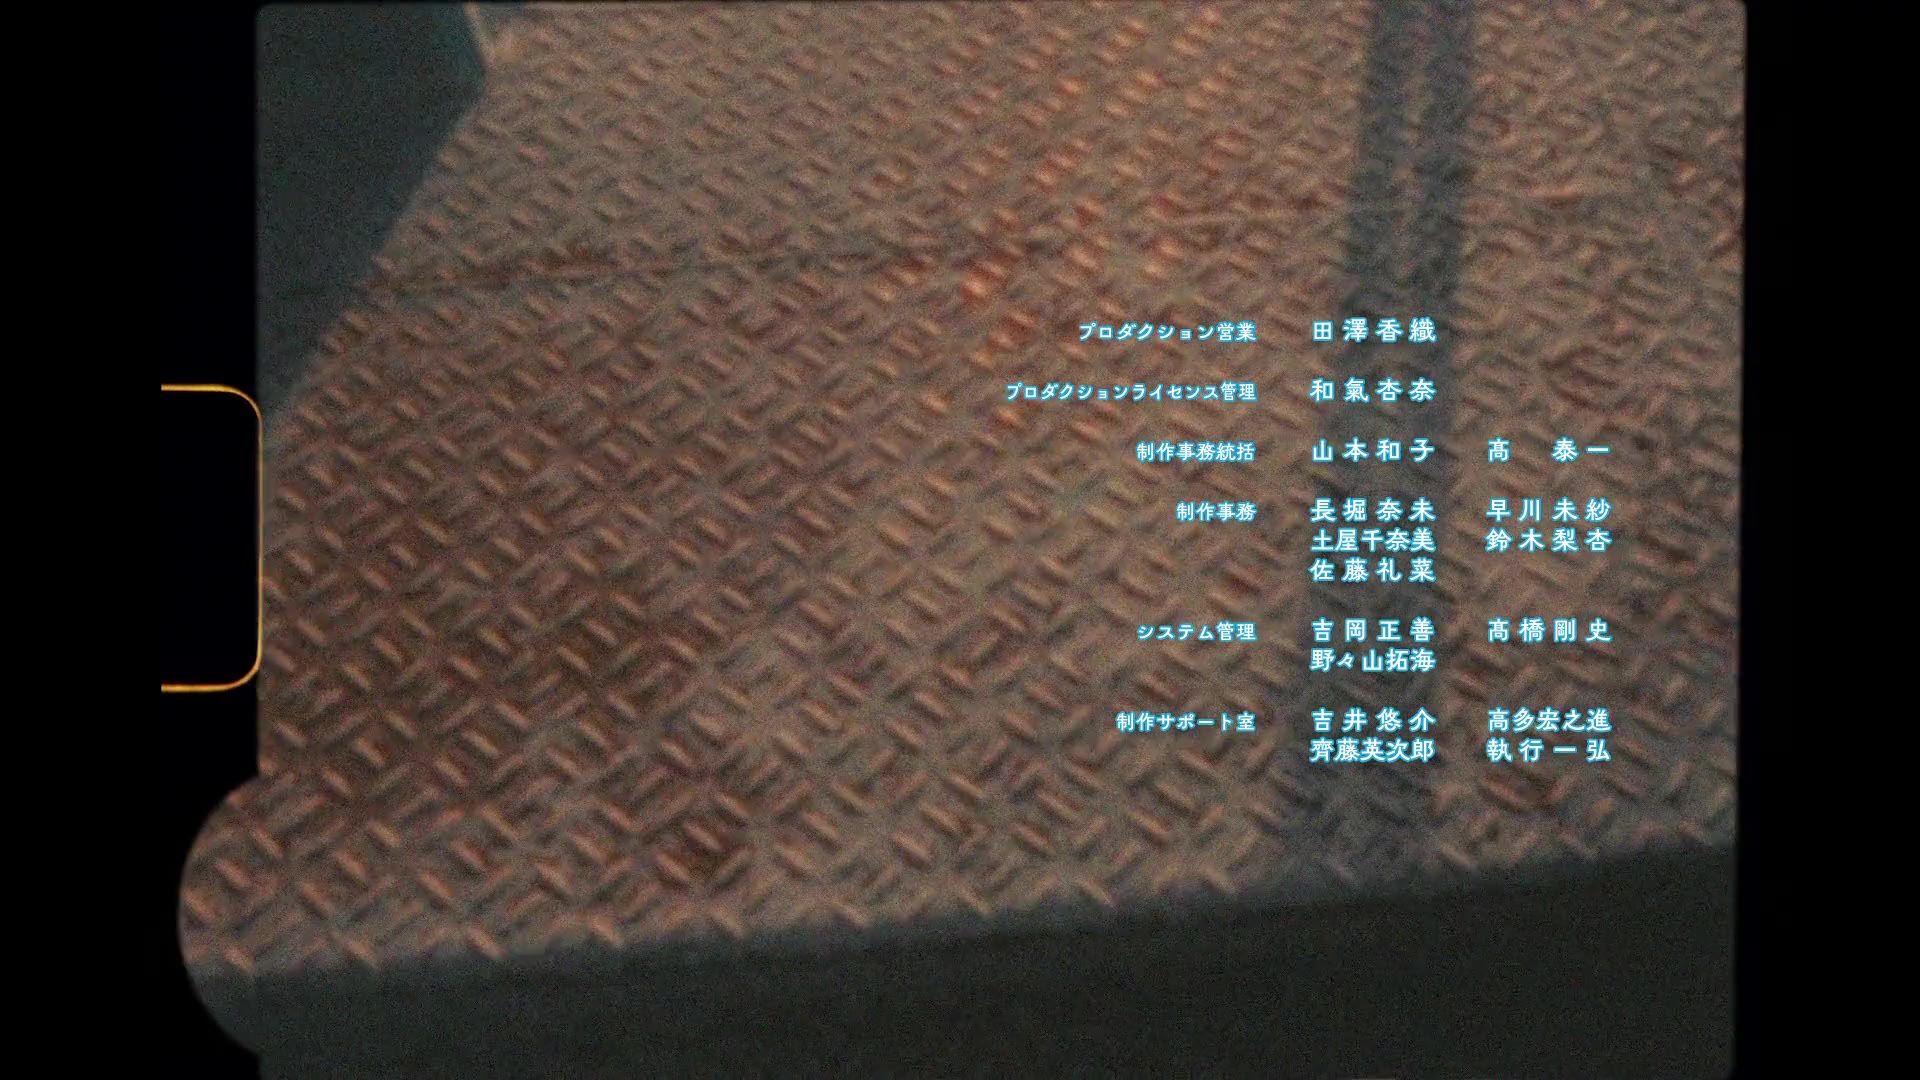 プロダクション営業 田澤香織
プロダクションライセンス管理 和氣杏奈
制作事務統括 山本和子 髙 泰一
制作事務 長堀奈未 早川未紗
土屋千奈美 鈴木梨杏
佐藤礼菜
システム管理 吉岡正善 髙橋剛史
野々山拓海
制作サポート室 吉井悠介 高多宏之進
齊藤英次郎 執行一弘